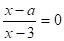 (x-a)/(x-3) = 0